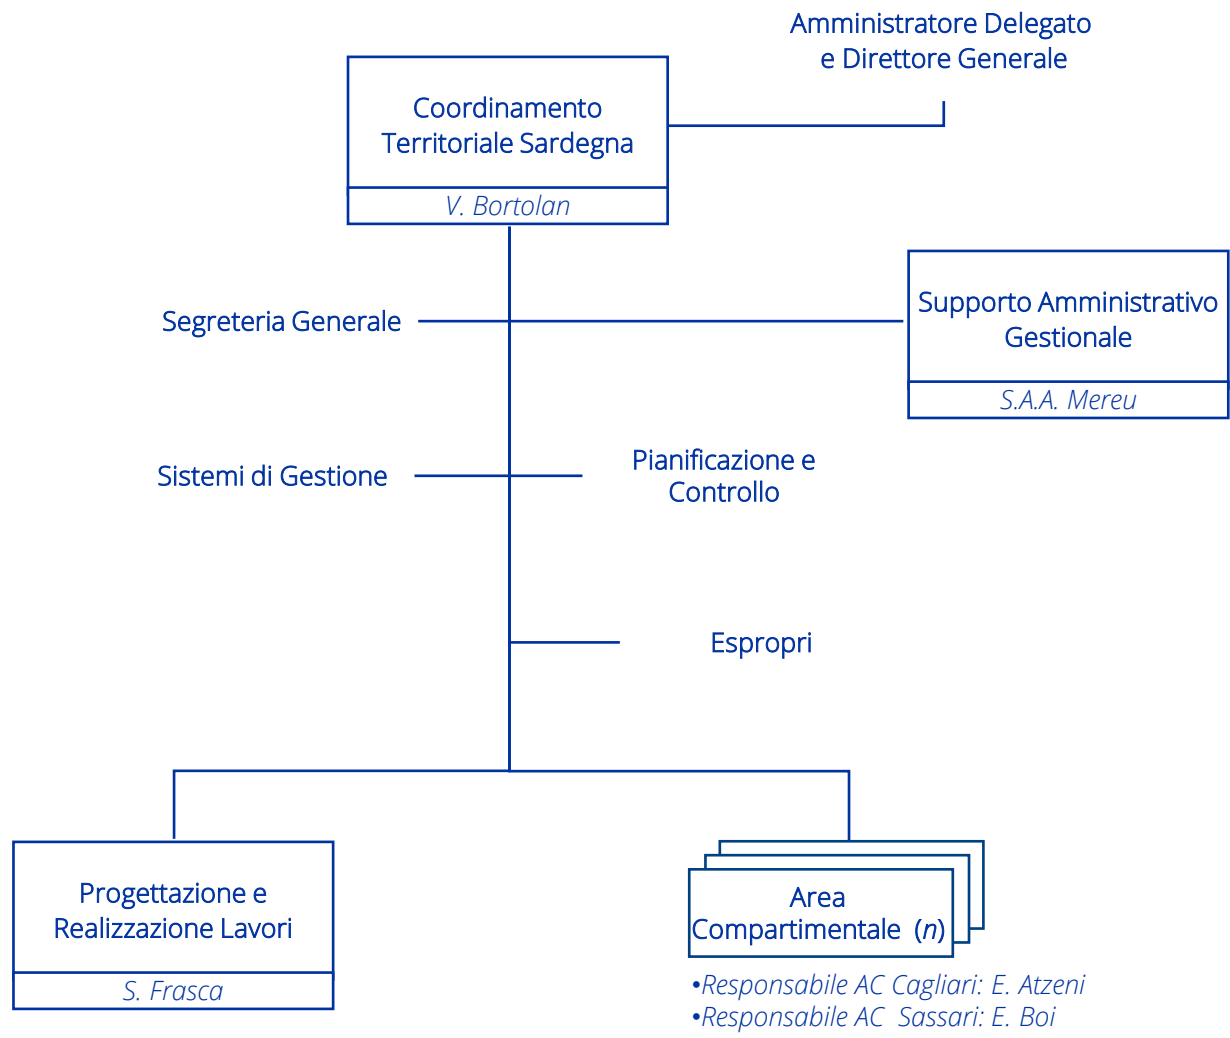 Amministratore Delegato
e Direttore Generale
Coordinamento
Territoriale Sardegna
V. Bortolan
Segreteria Generale
Supporto Amministrativo
Gestionale
S.A.A. Mereu
Sistemi di Gestione
Pianificazione e
Controllo
Espropri
Progettazione e
Realizzazione Lavori
S. Frasca
Area
Compartimentale (n)
•Responsabile AC Cagliari: E. Atzeni
•Responsabile AC Sassari: E. Boi